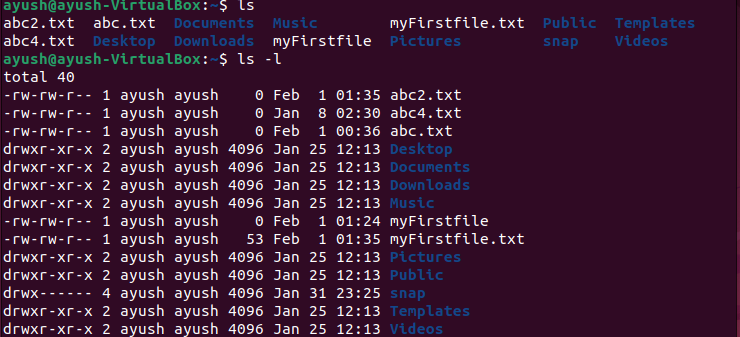 ayush@ayush-VirtualBox:~$ ls
abc2.txt  abc.txt  Documents  Music        myFirstfile.txt  Public  Templates
abc4.txt  Desktop  Downloads  myFirstfile  Pictures         snap    Videos
ayush@ayush-VirtualBox:~$ ls -l
total 40
-rw-rw-r-- 1 ayush ayush    0 Feb  1 01:35 abc2.txt
-rw-rw-r-- 1 ayush ayush    0 Jan  8 02:30 abc4.txt
-rw-rw-r-- 1 ayush ayush    0 Feb  1 00:36 abc.txt
drwxr-xr-x 2 ayush ayush 4096 Jan 25 12:13 Desktop
drwxr-xr-x 2 ayush ayush 4096 Jan 25 12:13 Documents
drwxr-xr-x 2 ayush ayush 4096 Jan 25 12:13 Downloads
drwxr-xr-x 2 ayush ayush 4096 Jan 25 12:13 Music
-rw-rw-r-- 1 ayush ayush    0 Feb  1 01:24 myFirstfile
-rw-rw-r-- 1 ayush ayush   53 Feb  1 01:35 myFirstfile.txt
drwxr-xr-x 2 ayush ayush 4096 Jan 25 12:13 Pictures
drwxr-xr-x 2 ayush ayush 4096 Jan 25 12:13 Public
drwx------ 4 ayush ayush 4096 Jan 31 23:25 snap
drwxr-xr-x 2 ayush ayush 4096 Jan 25 12:13 Templates
drwxr-xr-x 2 ayush ayush 4096 Jan 25 12:13 Videos